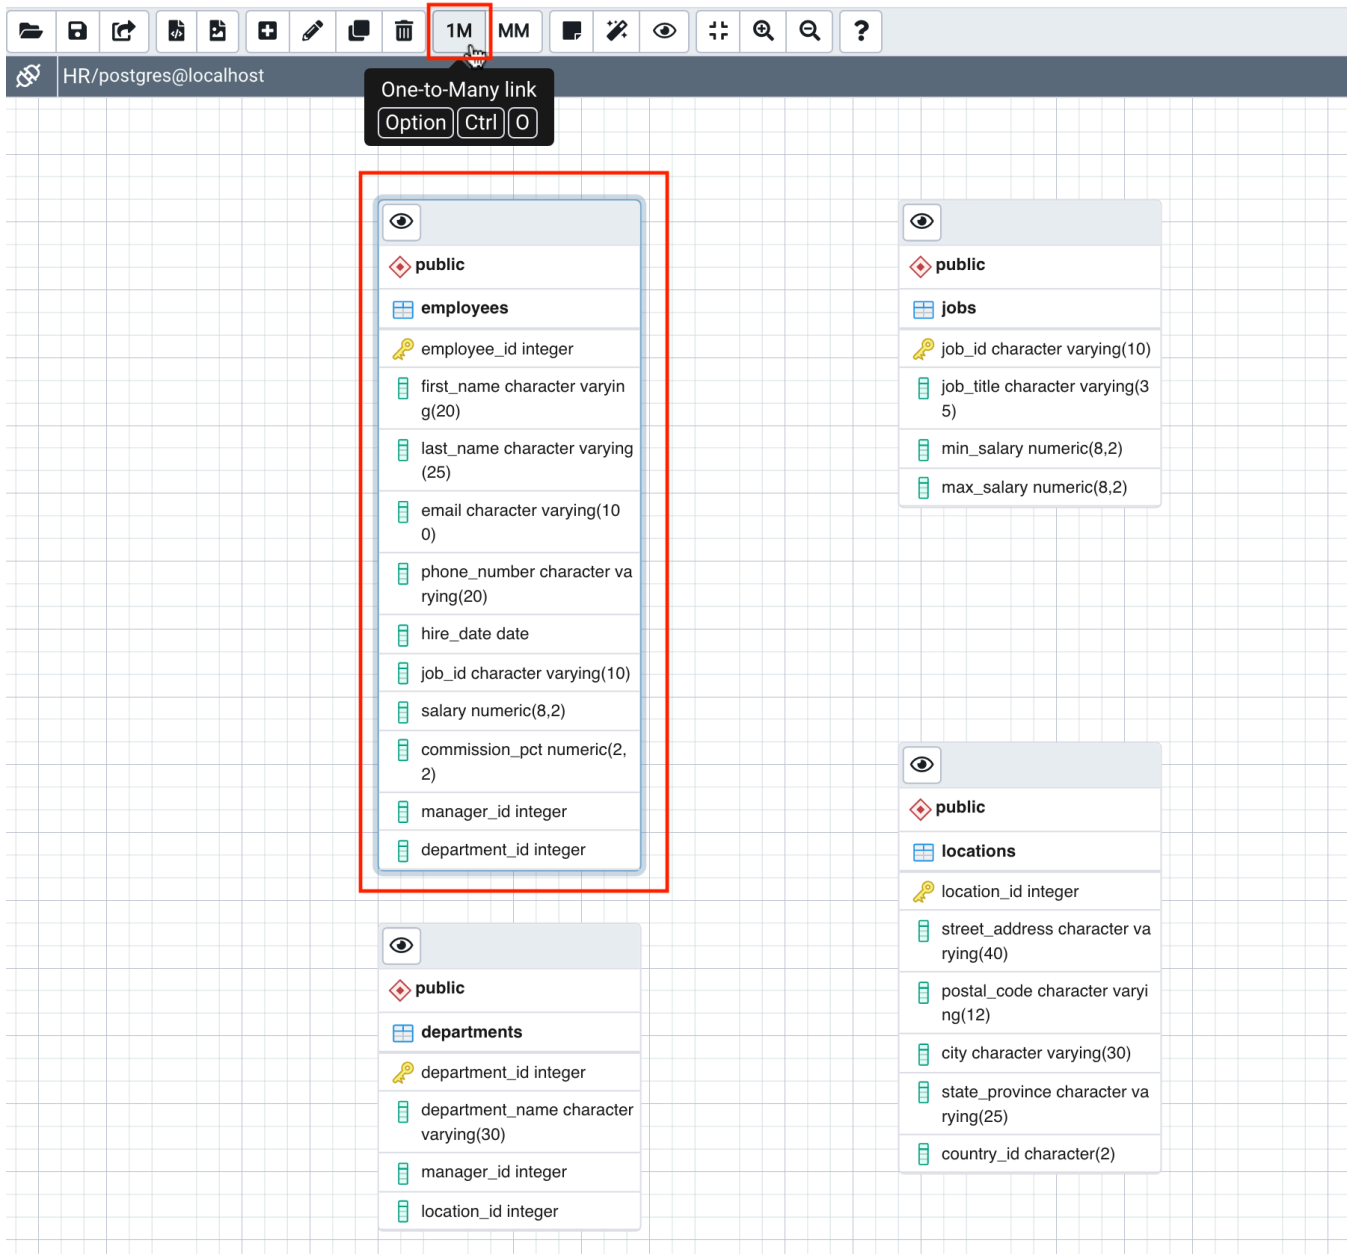 1M MM ?
HR/postgres@localhost
One-to-Many link
Option Ctrl O
public
employees
employee_id integer
first_name character varyin
g(20)
last_name character varying
(25)
email character varying(10
0)
phone_number character va
rying(20)
hire_date date
job_id character varying(10)
salary numeric(8,2)
commission_pct numeric(2,
2)
manager_id integer
department_id integer
public
jobs
job_id character varying(10)
job_title character varying(3
5)
min_salary numeric(8,2)
max_salary numeric(8,2)
public
departments
department_id integer
department_name character
varying(30)
manager_id integer
location_id integer
public
locations
location_id integer
street_address character va
rying(40)
postal_code character varyi
ng(12)
city character varying(30)
state_province character va
rying(25)
country_id character(2)